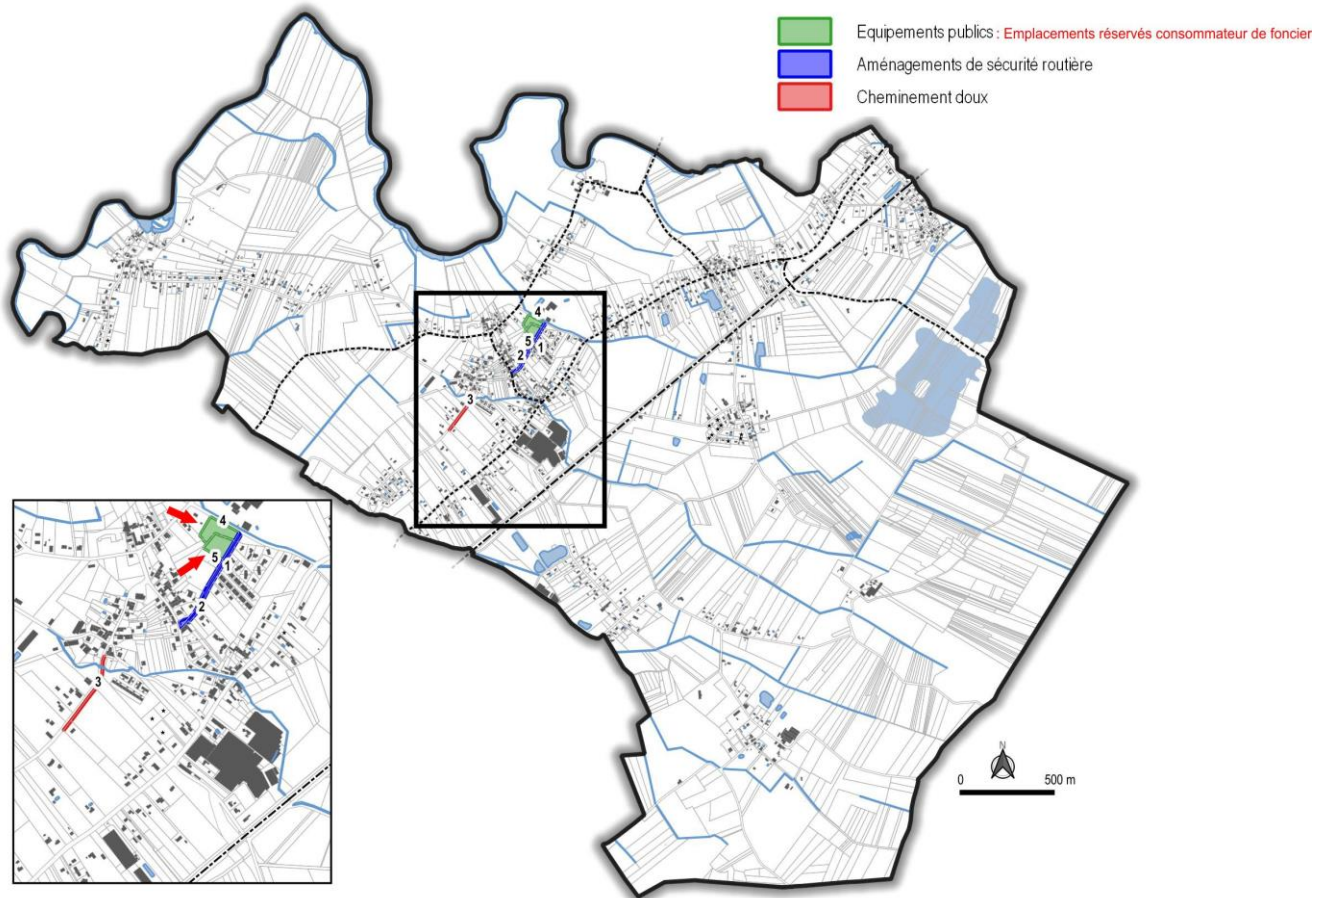 Equipements publics : Emplacements réservés consommateur de foncier
Aménagements de sécurité routière
Cheminement doux
4
5
1
2
3
4
5
1
2
3
N
0 500 m